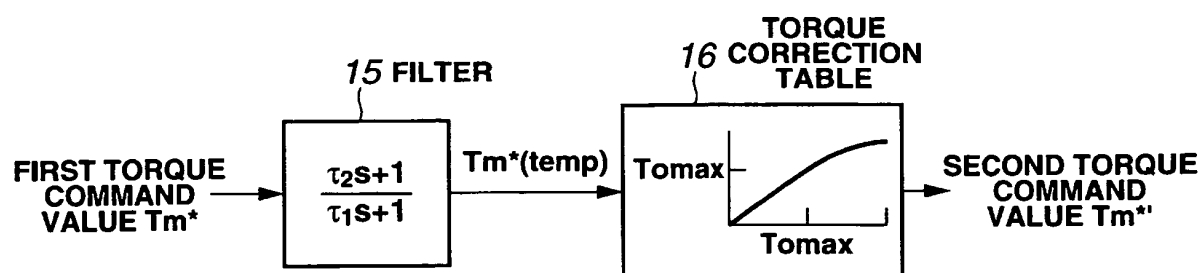 15 FILTER
FIRST TORQUE
COMMAND
VALUE Tm*
τ2s+1
τ1s+1
Tm*(temp)
16 TORQUE
CORRECTION
TABLE
Tomax
Tomax
SECOND TORQUE
COMMAND
VALUE Tm*'